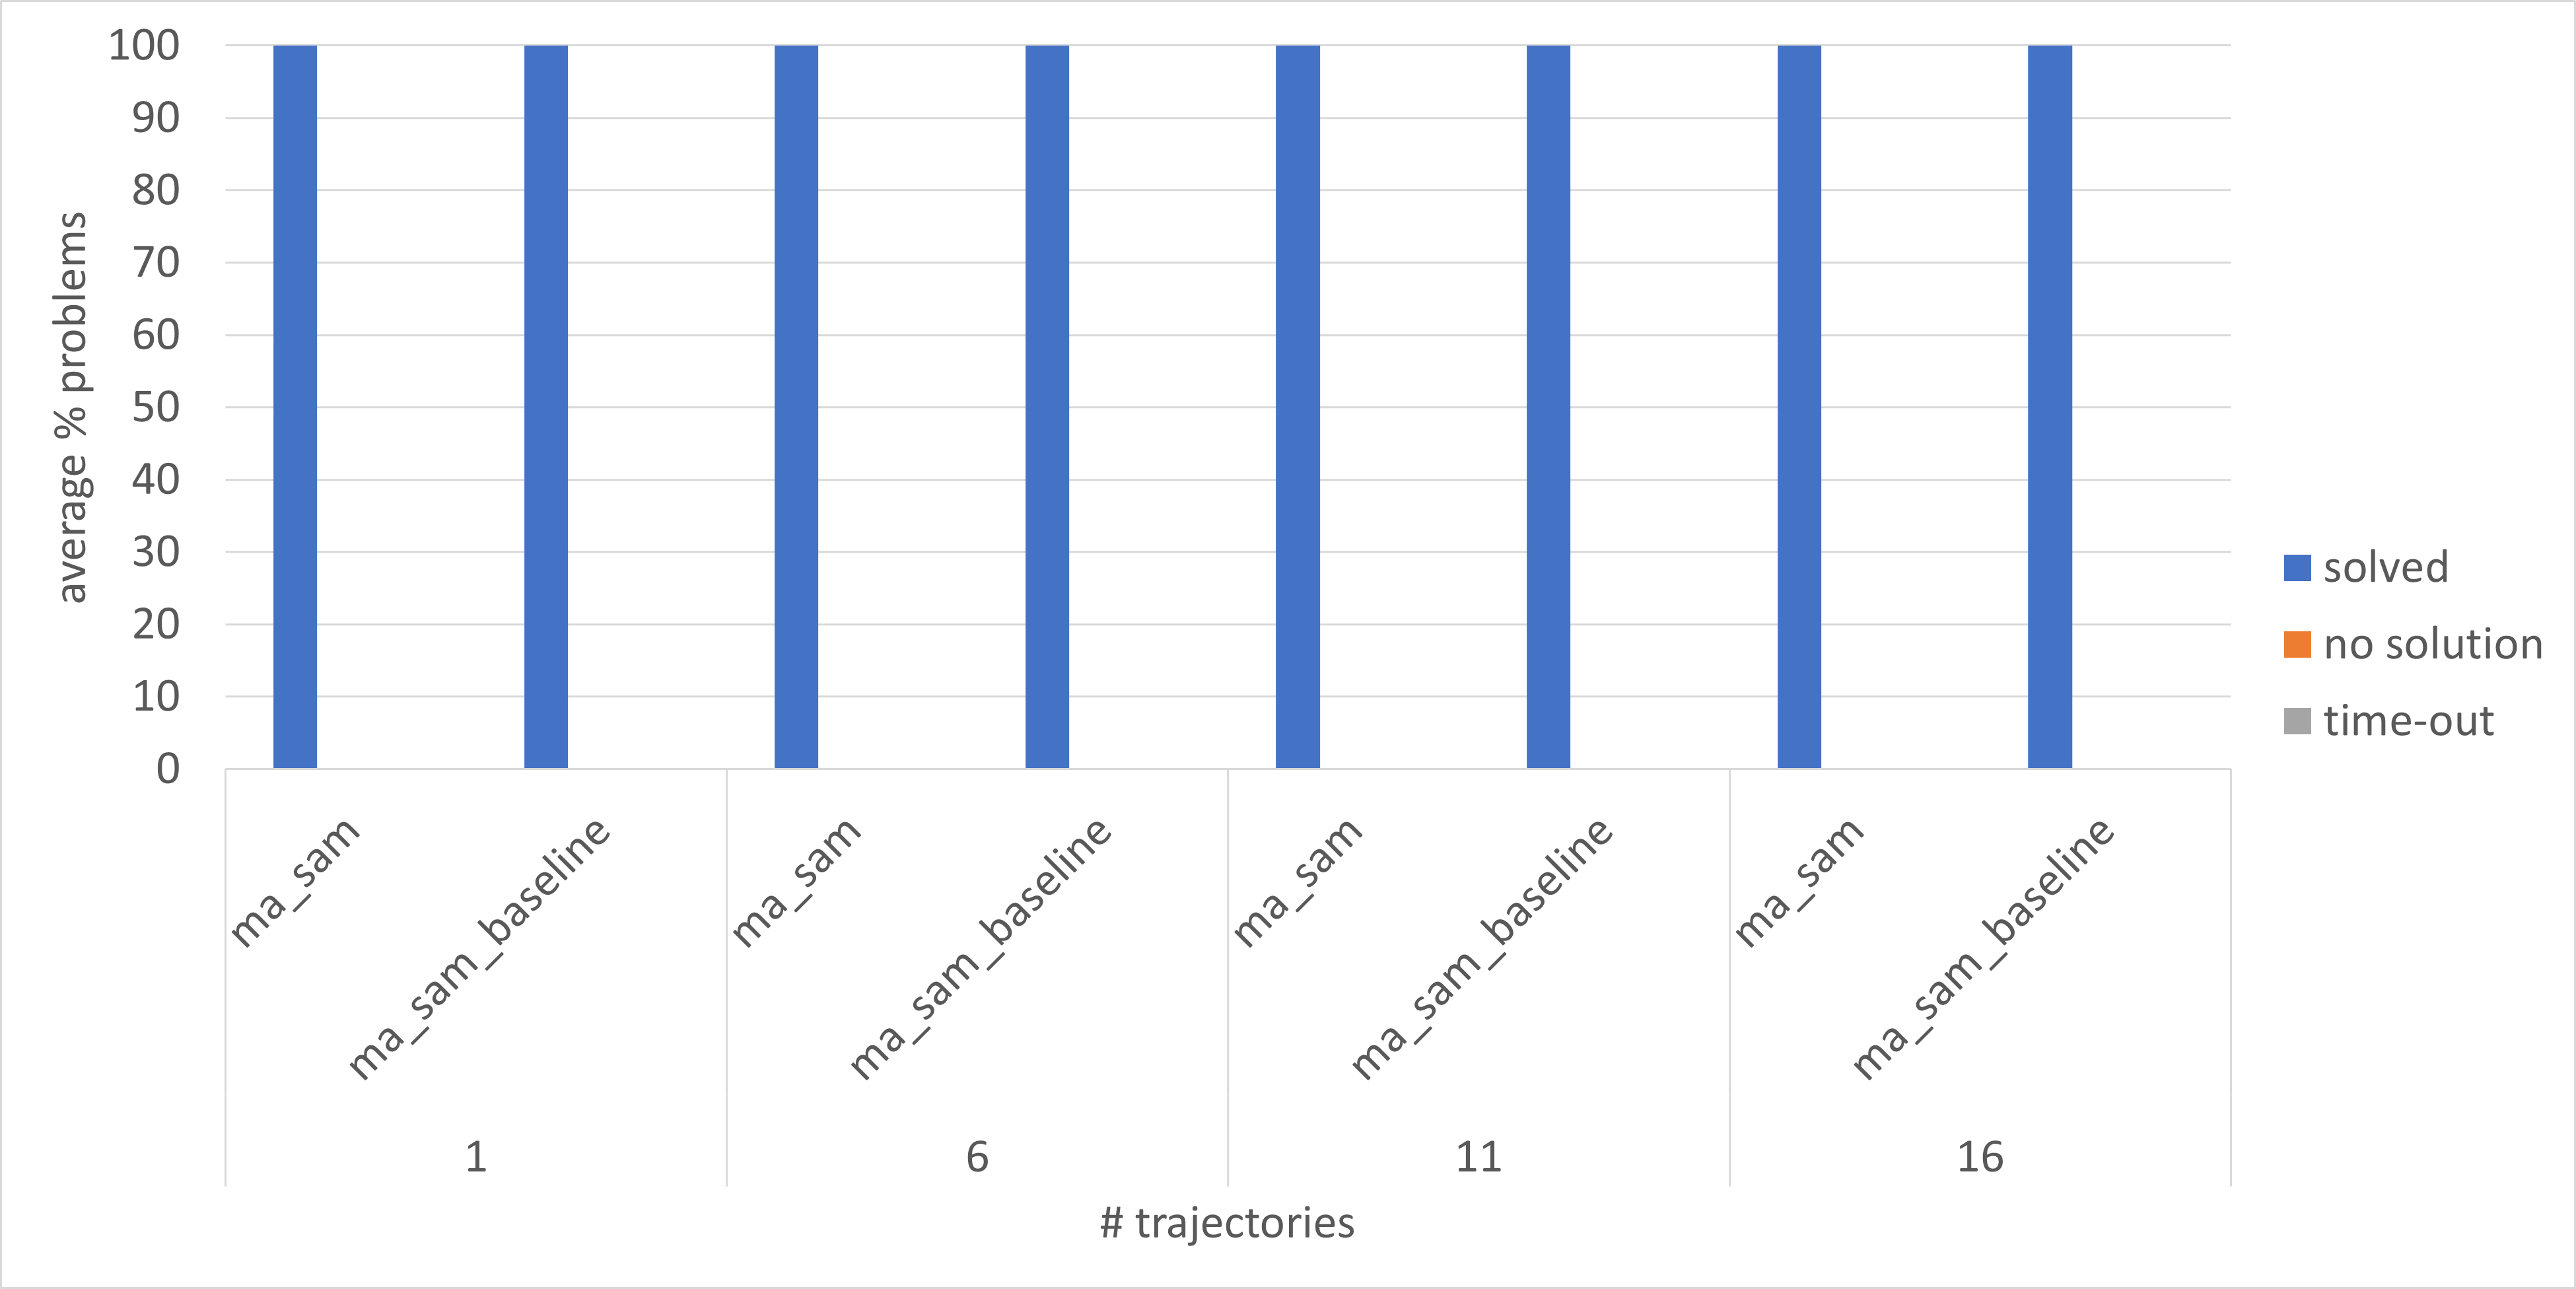 average % problems
100
90
80
70
60
50
40
30
20
10
0
ma_sam
ma_sam_baseline
ma_sam
ma_sam_baseline
ma_sam
ma_sam_baseline
ma_sam
ma_sam_baseline
1
6
11
16
# trajectories
solved
no solution
time-out